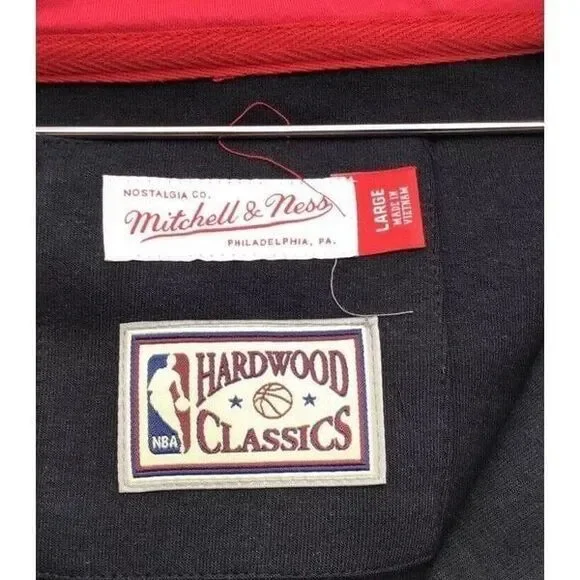 NOSTALGIA CO.
Mitchell & Ness
PHILADELPHIA, PA.
LARGE
MADE IN
VIETNAM
HARDWOOD
CLASSICS
NBA